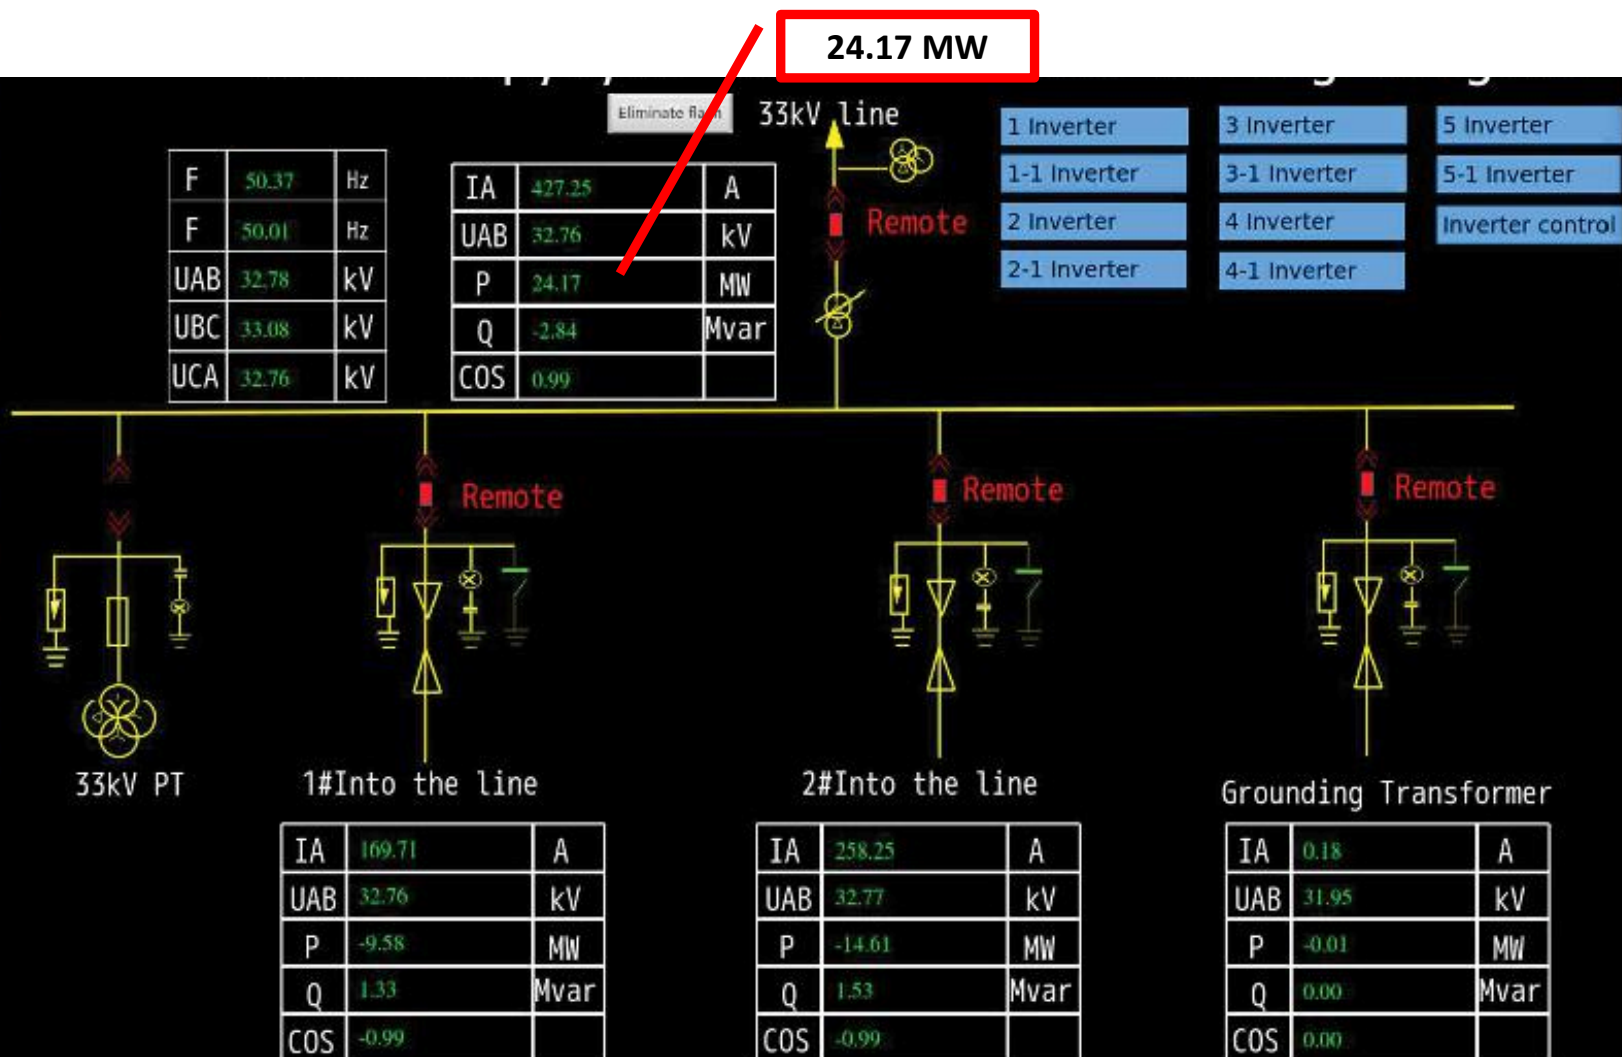 24.17 MW
Eliminate flash
33kV line
1 Inverter
3 Inverter
5 Inverter
1-1 Inverter
3-1 Inverter
5-1 Inverter
2 Inverter
4 Inverter
Inverter control
2-1 Inverter
4-1 Inverter
Remote
F 50.37 Hz
F 50.01 Hz
UAB 32.78 kV
UBC 33.08 kV
UCA 32.76 kV
IA 427.25 A
UAB 32.76 kV
P 24.17 MW
Q -2.84 Mvar
COS 0.99
Remote
Remote
Remote
33kV PT
1#Into the line
2#Into the line
Grounding Transformer
IA 169.71 A
UAB 32.76 kV
P -9.58 MW
Q 1.33 Mvar
COS -0.99
IA 258.25 A
UAB 32.77 kV
P -14.61 MW
Q 1.53 Mvar
COS -0.99
IA 0.18 A
UAB 31.95 kV
P -0.01 MW
Q 0.00 Mvar
COS 0.00